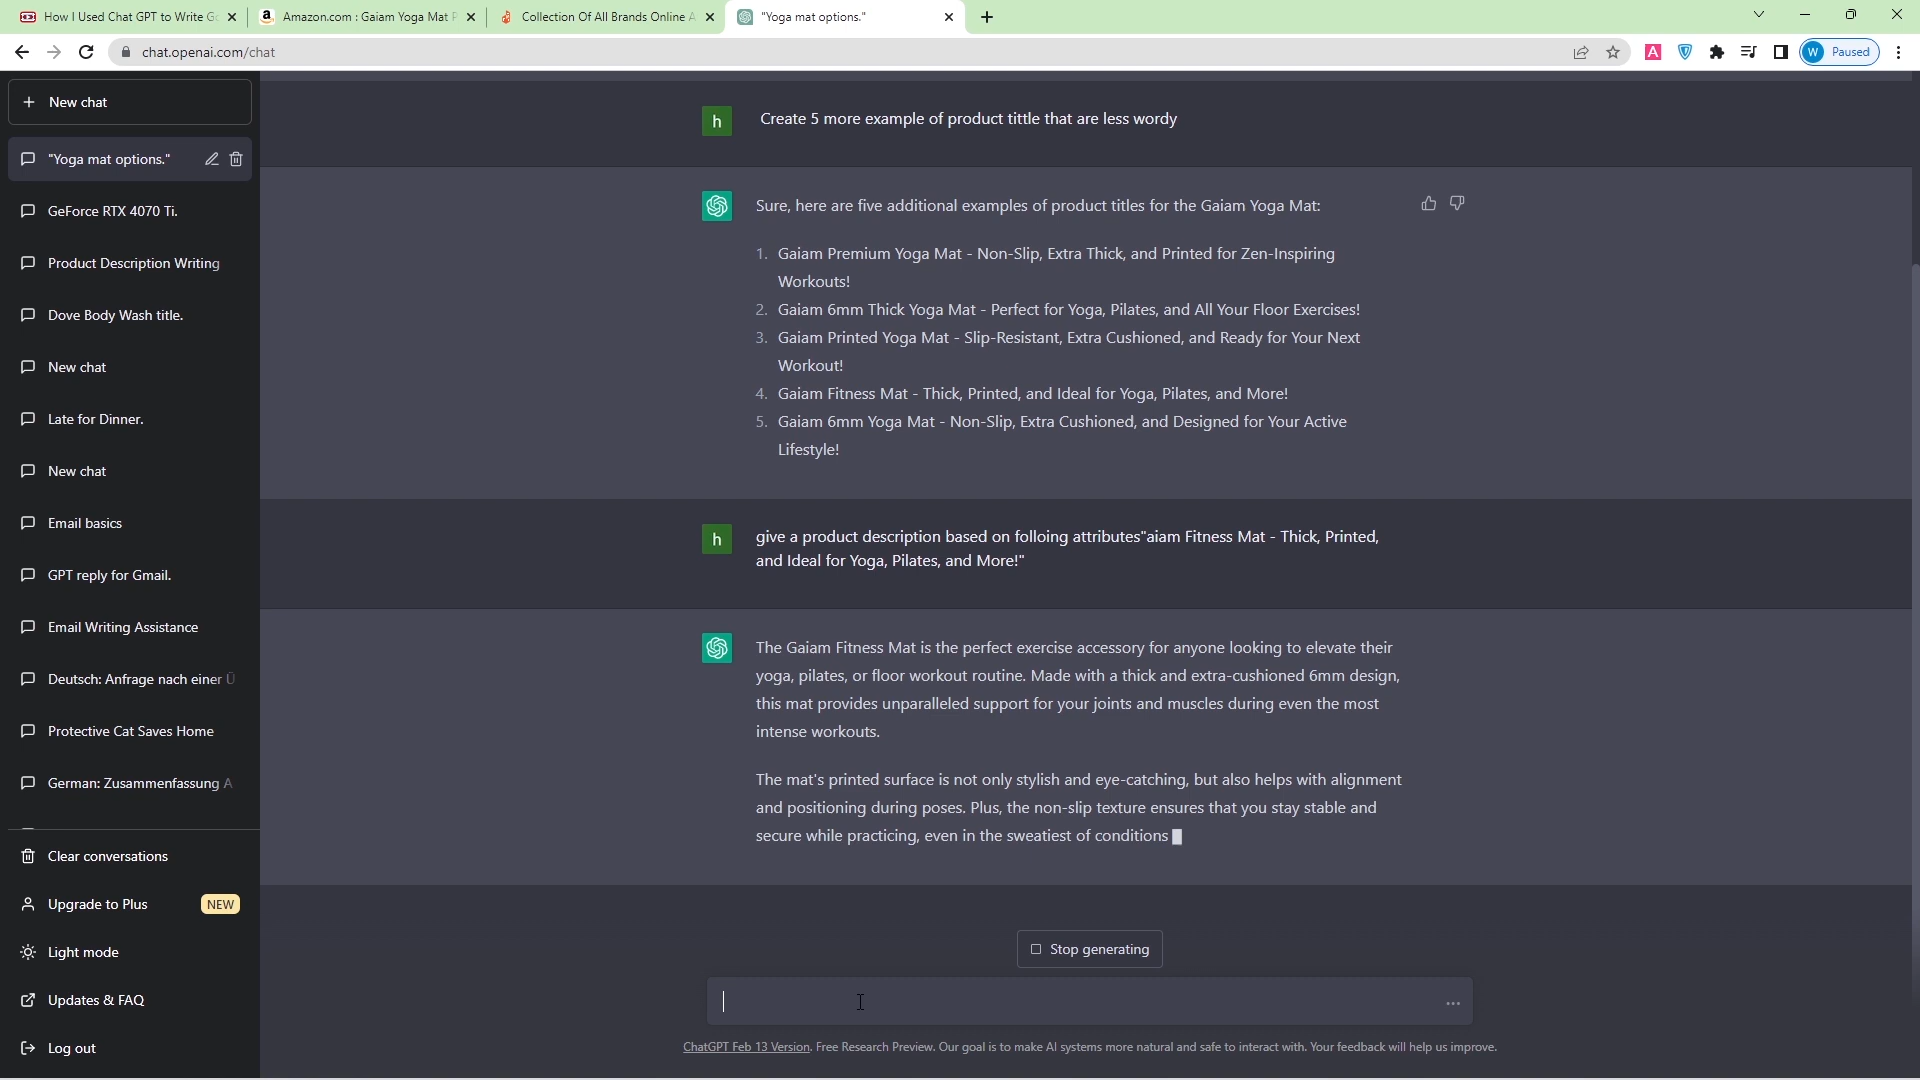 How I Used Chat GPT to Write G
Amazon.com : Gaiam Yoga Mat P
Collection Of All Brands Online A
"Yoga mat options."
chat.openai.com/chat
A
W Paused
New chat
"Yoga mat options."
GeForce RTX 4070 Ti.
Product Description Writing
Dove Body Wash title.
New chat
Late for Dinner.
New chat
Email basics
GPT reply for Gmail.
Email Writing Assistance
Deutsch: Anfrage nach einer Ü
Protective Cat Saves Home
German: Zusammenfassung A
Clear conversations
Upgrade to Plus NEW
Light mode
Updates & FAQ
Log out
h Create 5 more example of product tittle that are less wordy
Sure, here are five additional examples of product titles for the Gaiam Yoga Mat:
1. Gaiam Premium Yoga Mat - Non-Slip, Extra Thick, and Printed for Zen-Inspiring
Workouts!
2. Gaiam 6mm Thick Yoga Mat - Perfect for Yoga, Pilates, and All Your Floor Exercises!
3. Gaiam Printed Yoga Mat - Slip-Resistant, Extra Cushioned, and Ready for Your Next
Workout!
4. Gaiam Fitness Mat - Thick, Printed, and Ideal for Yoga, Pilates, and More!
5. Gaiam 6mm Yoga Mat - Non-Slip, Extra Cushioned, and Designed for Your Active
Lifestyle!
h give a product description based on folloing attributes"aiam Fitness Mat - Thick, Printed,
and Ideal for Yoga, Pilates, and More!"
The Gaiam Fitness Mat is the perfect exercise accessory for anyone looking to elevate their
yoga, pilates, or floor workout routine. Made with a thick and extra-cushioned 6mm design,
this mat provides unparalleled support for your joints and muscles during even the most
intense workouts.
The mat's printed surface is not only stylish and eye-catching, but also helps with alignment
and positioning during poses. Plus, the non-slip texture ensures that you stay stable and
secure while practicing, even in the sweatiest of conditions
Stop generating
ChatGPT Feb 13 Version. Free Research Preview. Our goal is to make AI systems more natural and safe to interact with. Your feedback will help us improve.